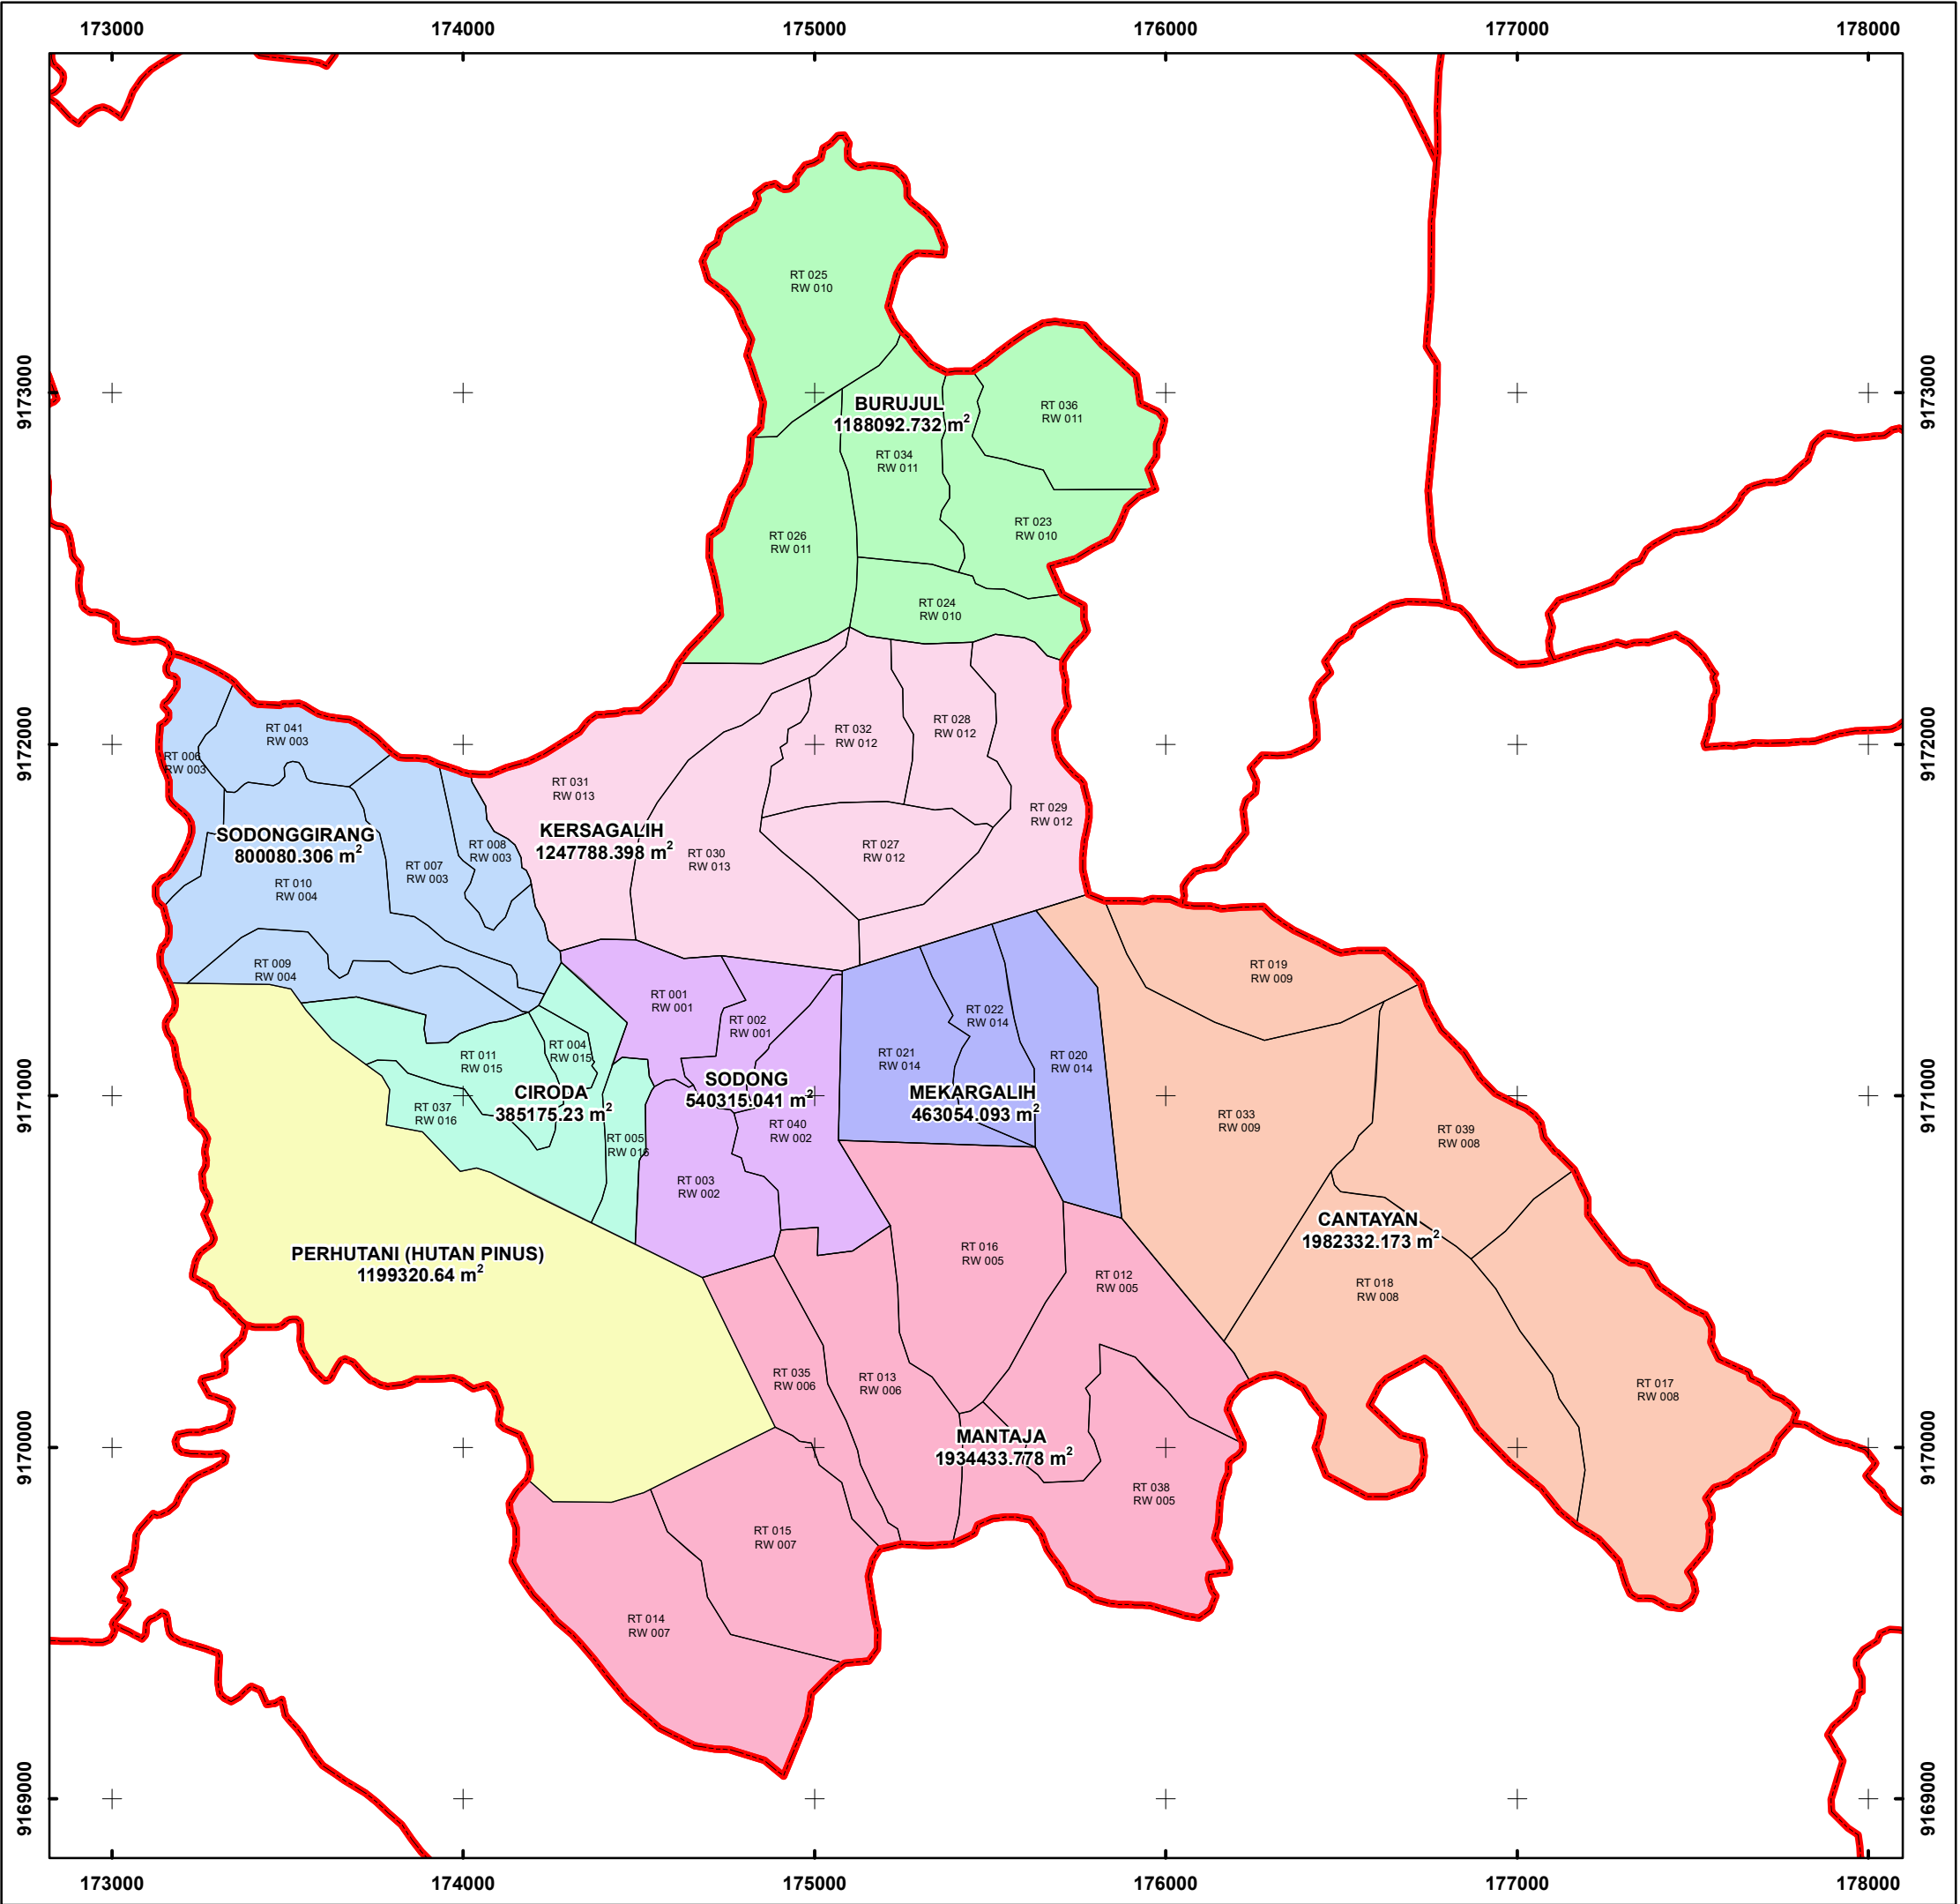 173000 174000 175000 176000 177000 178000
RT 025
RW 010
9173000
9173000
BURUJUL
1188092.732 m²
RT 036
RW 011
RT 034
RW 011
RT 023
RW 010
RT 026
RW 011
RT 024
RW 010
9172000
9172000
RT 041
RW 003
RT 006
RW 003
RT 032
RW 012
RT 028
RW 012
RT 031
RW 013
RT 029
RW 012
SODONGGIRANG
800080.306 m²
KERSAGALIH
1247788.398 m²
RT 008
RW 003
RT 007
RW 003
RT 030
RW 013
RT 027
RW 012
RT 010
RW 004
RT 009
RW 004
RT 019
RW 009
RT 001
RW 001
RT 002
RW 001
RT 022
RW 014
RT 004
RW 015
RT 011
RW 015
RT 021
RW 014
RT 020
RW 014
9171000
9171000
CIRODA
385175.23 m²
SODONG
540315.041 m²
MEKARGALIH
463054.093 m²
RT 037
RW 016
RT 005
RW 016
RT 040
RW 002
RT 033
RW 009
RT 039
RW 008
RT 003
RW 002
CANTAYAN
1982332.173 m²
PERHUTANI (HUTAN PINUS)
1199320.64 m²
RT 016
RW 005
RT 012
RW 005
RT 018
RW 008
RT 035
RW 006
RT 013
RW 006
RT 017
RW 008
9170000
9170000
MANTAJA
1934433.778 m²
RT 038
RW 005
RT 015
RW 007
RT 014
RW 007
9169000
9169000
173000 174000 175000 176000 177000 178000